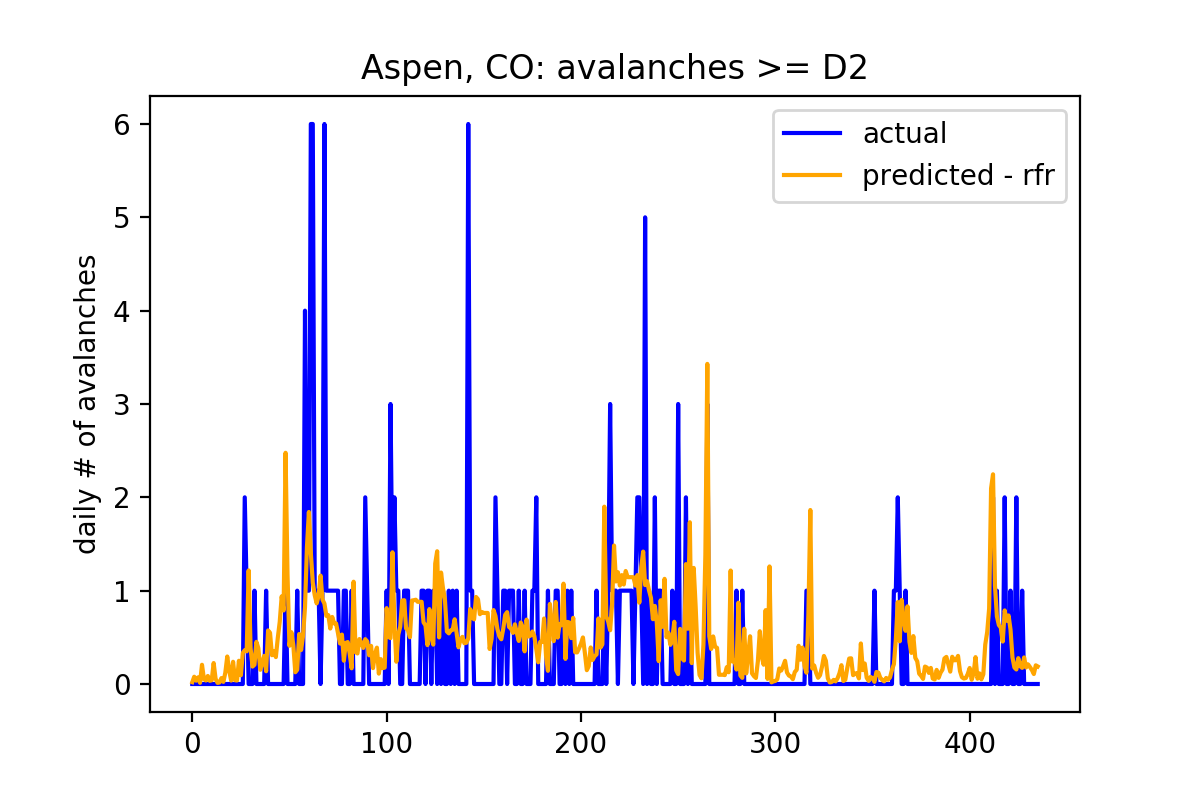 Aspen, CO: avalanches >= D2
actual
predicted - rfr
daily # of avalanches
6
5
4
3
2
1
0
0 100 200 300 400